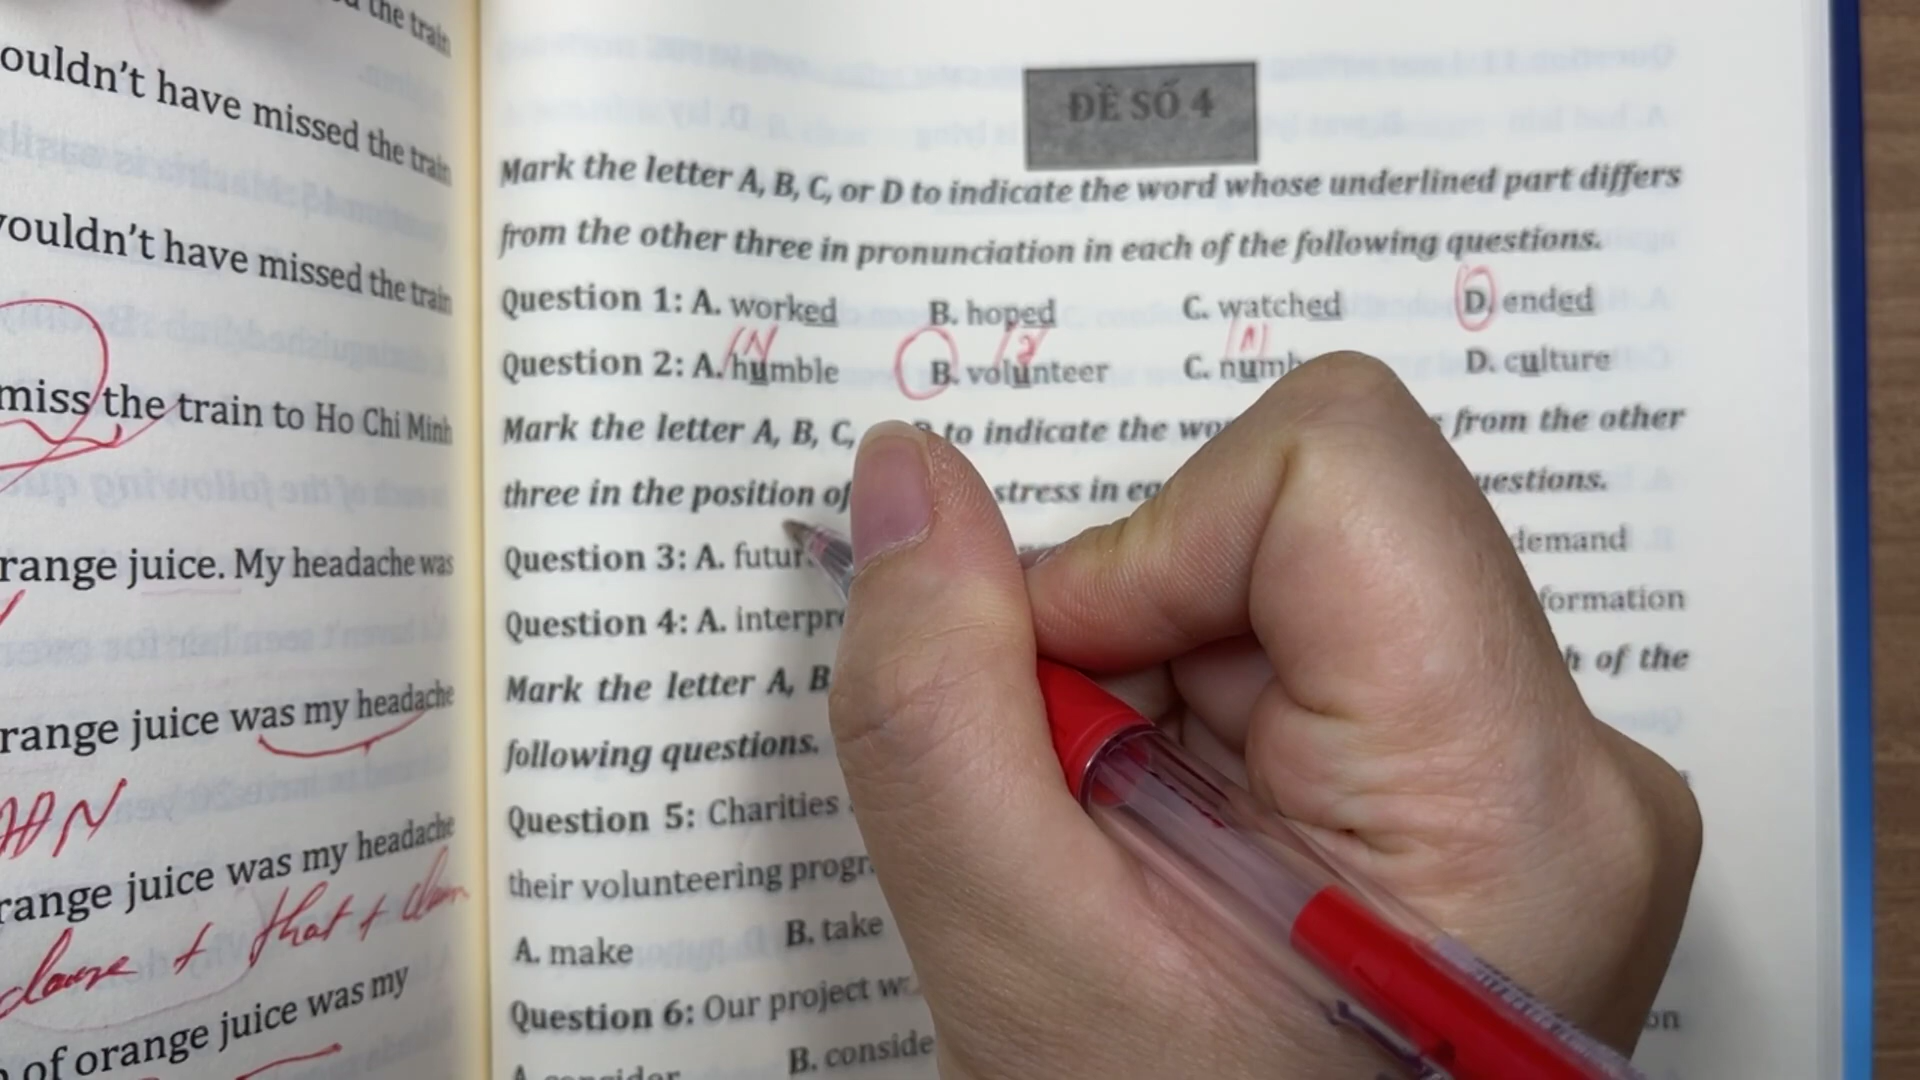 the train
ouldn't have missed the train
ouldn't have missed the train
miss the train to Ho Chi Minh
range juice. My headache was
range juice was my headache
range juice was my headache
clause + that +
of orange juice was my
ĐỀ SỐ 4
Mark the letter A, B, C, or D to indicate the word whose underlined part differs
from the other three in pronunciation in each of the following questions.
Question 1: A. worked B. hoped C. watched D. ended
Question 2: A. humble B. volunteer C. numb D. culture
Mark the letter A, B, C, to indicate the from the other
three in the position of stress in questions.
Question 3: A. futur demand
Question 4: A. interpr formation
Mark the letter A, B of the
following questions.
Question 5: Charities
their volunteering progr
A. make B. take
Question 6: Our project on
A. consider B. conside